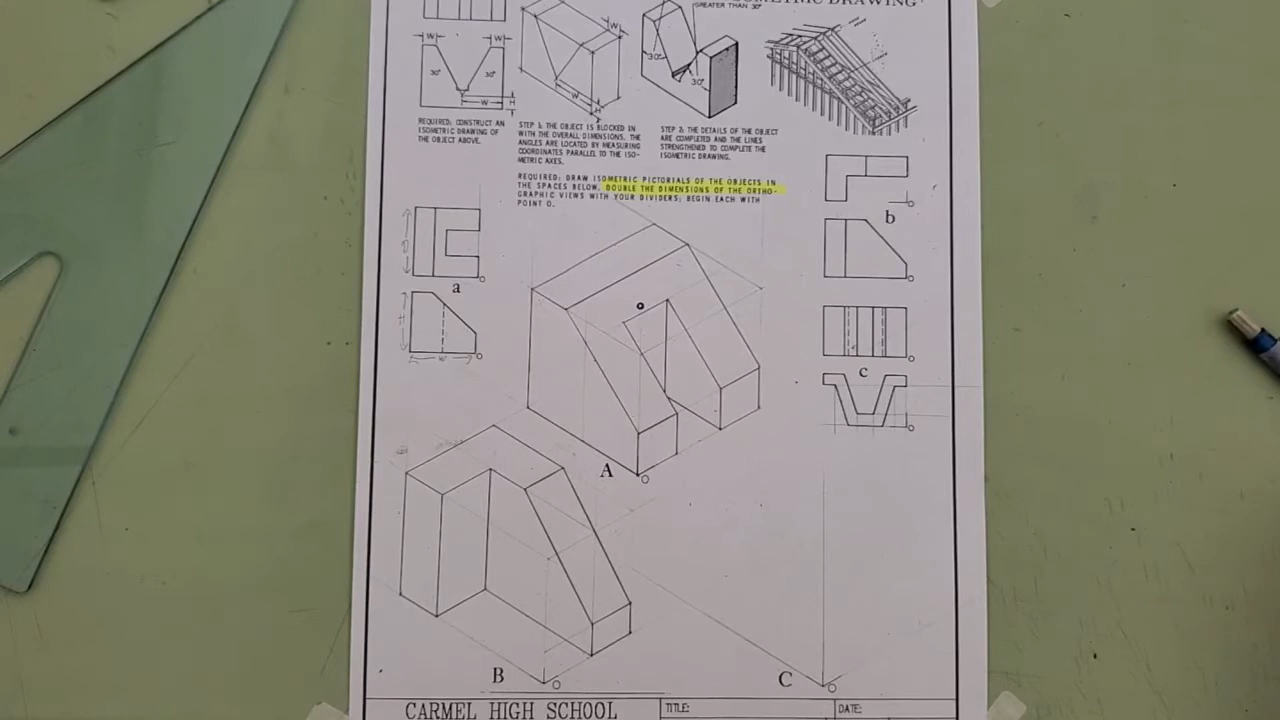 GREATER THAN 30°
W
W
30°
30°
W
H
W
W
H
30°
30°
REQUIRED: CONSTRUCT AN
ISOMETRIC DRAWING OF
THE OBJECT ABOVE.
STEP 1: THE OBJECT IS BLOCKED IN
WITH THE OVERALL DIMENSIONS. THE
ANGLES ARE LOCATED BY MEASURING
COORDINATES PARALLEL TO THE ISO-
METRIC AXES.
STEP 2: THE DETAILS OF THE OBJECT
ARE COMPLETED AND THE LINES
STRENGTHENED TO COMPLETE THE
ISOMETRIC DRAWING.
REQUIRED: DRAW ISOMETRIC PICTORIALS OF THE OBJECTS IN
THE SPACES BELOW. DOUBLE THE DIMENSIONS OF THE ORTHO-
GRAPHIC VIEWS WITH YOUR DIVIDERS; BEGIN EACH WITH
POINT O.
O
a
O
O
b
O
O
c
O
A
O
B
O
C
O
CARMEL HIGH SCHOOL
TITLE:
DATE: